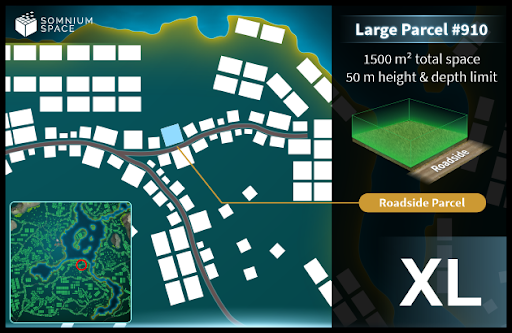 SOMNIUM
SPACE
Large Parcel #910
1500 m² total space
50 m height & depth limit
Roadside
Roadside Parcel
XL